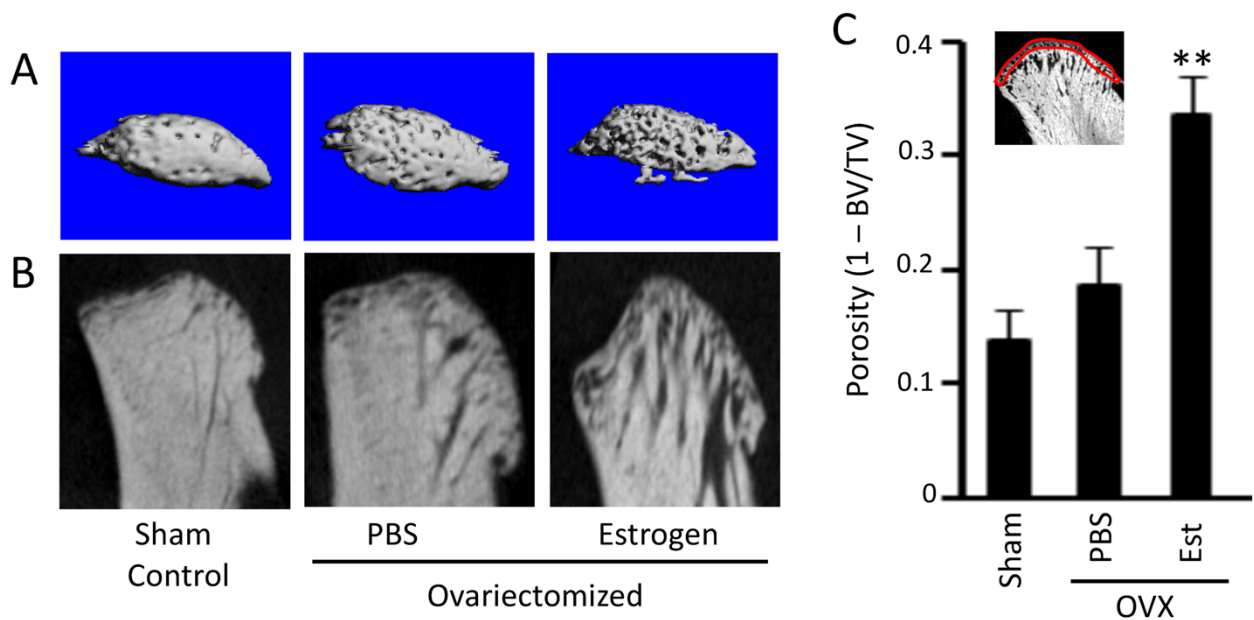 A
B
Sham
Control
PBS
Estrogen
Ovariectomized
C
Porosity (1 – BV/TV)
0.4
0.3
0.2
0.1
0
**
Sham
PBS
Est
OVX